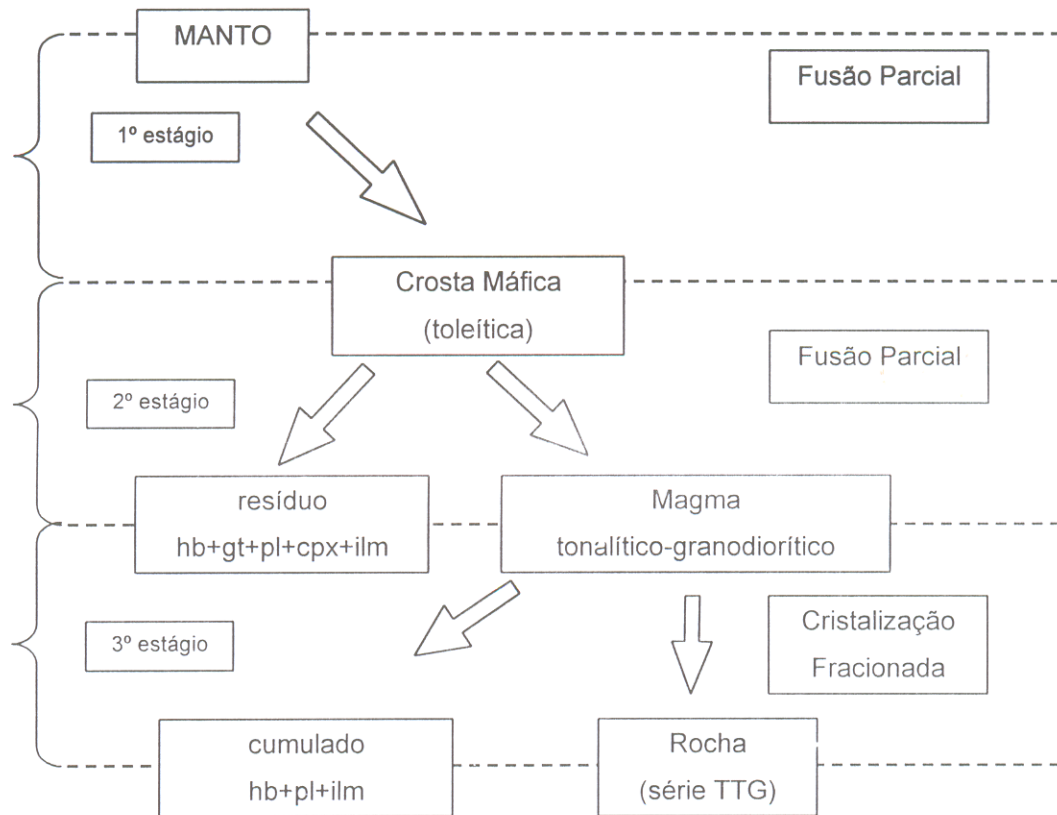 MANTO
Fusão Parcial
1º estágio
Crosta Máfica
(toleítica)
Fusão Parcial
2º estágio
resíduo
hb+gt+pl+cpx+ilm
Magma
tonalítico-granodiorítico
Cristalização
Fracionada
3º estágio
cumulado
hb+pl+ilm
Rocha
(série TTG)